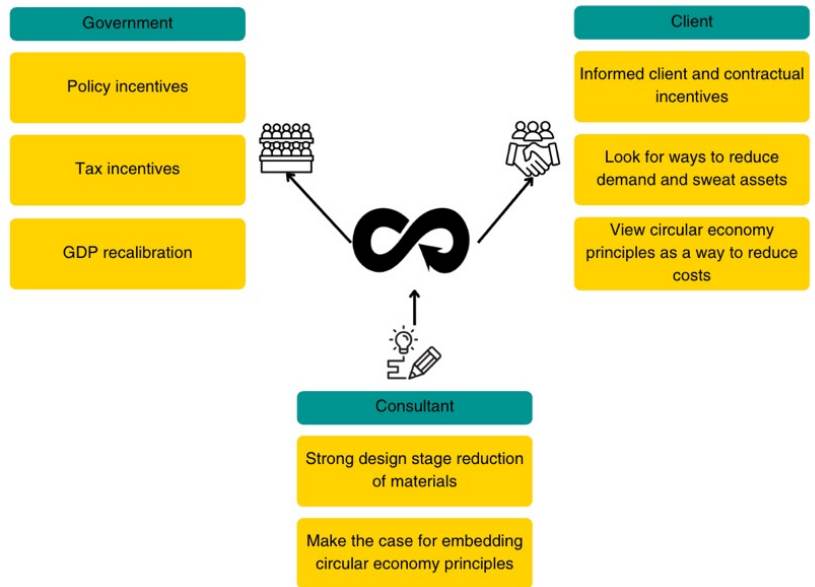 Government
Policy incentives
Tax incentives
GDP recalibration
Client
Informed client and contractual
incentives
Look for ways to reduce
demand and sweat assets
View circular economy
principles as a way to reduce
costs
Consultant
Strong design stage reduction
of materials
Make the case for embedding
circular economy principles